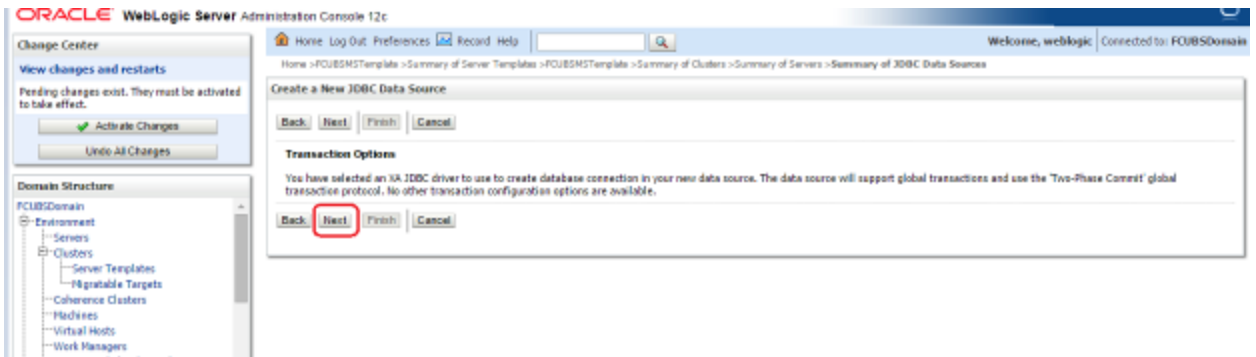 ORACLE WebLogic Server Administration Console 12c
Change Center
View changes and restarts
Pending changes exist. They must be activated
to take effect.
Activate Changes
Undo All Changes
Domain Structure
FCUBSDomain
Environment
Servers
Clusters
Server Templates
Migratable Targets
Coherence Clusters
Machines
Virtual Hosts
Work Managers
Home Log Out Preferences Record Help
Welcome, weblogic Connected to: FCUBSDomain
Home >FCUBSMSTemplate >Summary of Server Templates >FCUBSMSTemplate >Summary of Clusters >Summary of Servers >Summary of JDBC Data Sources
Create a New JDBC Data Source
Back Next Finish Cancel
Transaction Options
You have selected an XA JDBC driver to use to create database connection in your new data source. The data source will support global transactions and use the 'Two-Phase Commit' global
transaction protocol. No other transaction configuration options are available.
Back Next Finish Cancel